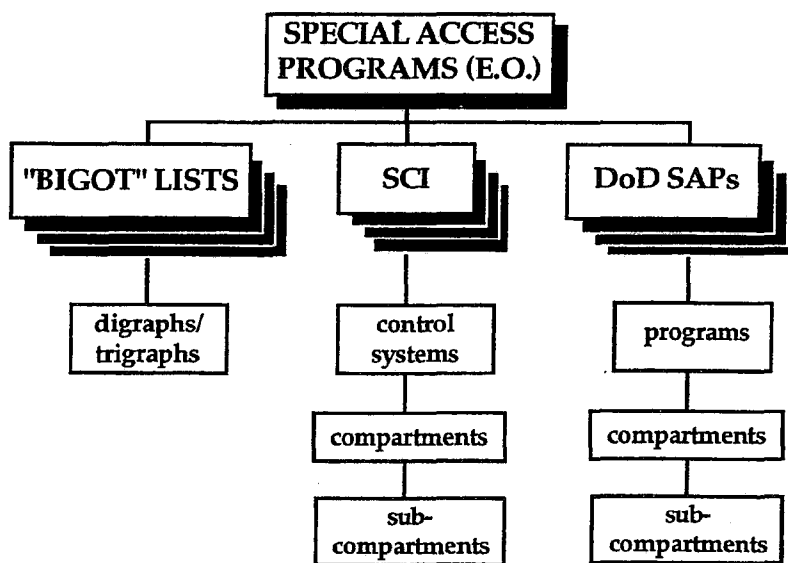 SPECIAL ACCESS
PROGRAMS (E.O.)
"BIGOT" LISTS
SCI
DoD SAPs
digraphs/
trigraphs
control
systems
programs
compartments
compartments
sub-
compartments
sub-
compartments